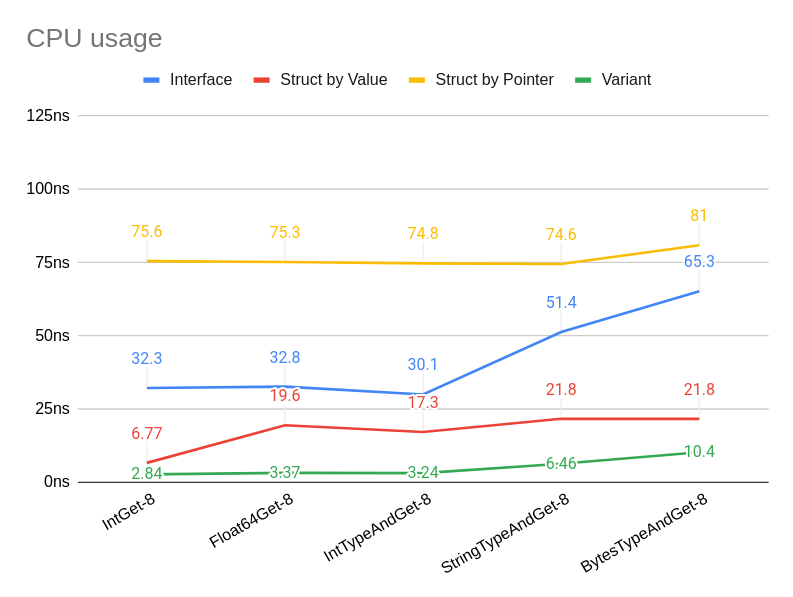 CPU usage
Interface Struct by Value Struct by Pointer Variant
125ns
100ns
75ns
50ns
25ns
0ns
75.6 75.3 74.8 74.6 81
32.3 32.8 30.1 51.4 65.3
6.77 19.6 17.3 21.8 21.8
2.84 3.37 3.24 6.46 10.4
IntGet-8
Float64Get-8
IntTypeAndGet-8
StringTypeAndGet-8
BytesTypeAndGet-8